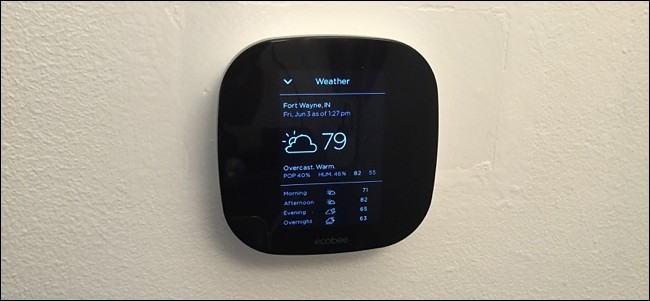 Weather
Fort Wayne, IN
Fri, Jun 3 as of 1:27 pm
79
Overcast. Warm.
POP 40% HUM. 46% 82 55
Morning 71
Afternoon 82
Evening 65
Overnight 63
ecobee